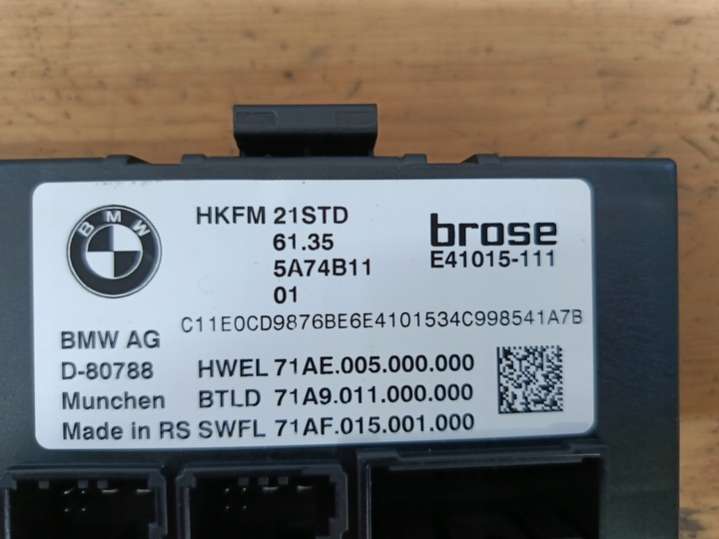 BMW
HKFM 21STD
61.35
5A74B11
01
brose
E41015-111
C11E0CD9876BE6E4101534C998541A7B
BMW AG
D-80788
Munchen
Made in RS
HWEL 71AE.005.000.000
BTLD 71A9.011.000.000
SWFL 71AF.015.001.000